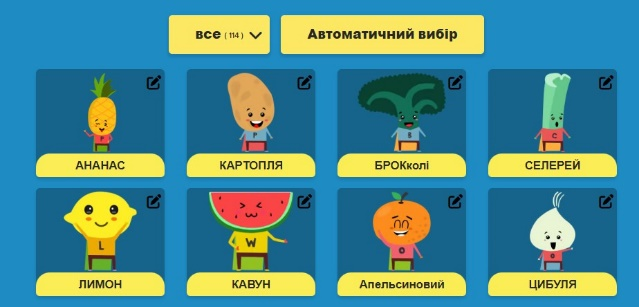 все ( 114 )
Автоматичний вибір
АНАНАС
КАРТОПЛЯ
БРОКколі
СЕЛЕРЕЙ
ЛИМОН
КАВУН
Апельсиновий
ЦИБУЛЯ
P
P
B
C
L
W
O
O